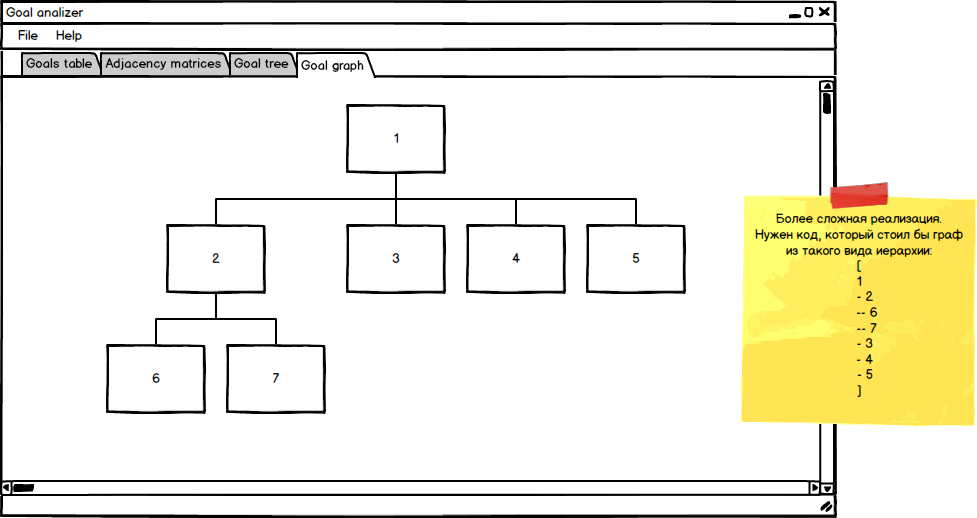 Goal analizer
File Help
Goals table Adjacency matrices Goal tree Goal graph
1
2 3 4 5
6 7
Более сложная реализация.
Нужен код, который стоил бы граф
из такого вида иерархии:
[
1
- 2
-- 6
-- 7
- 3
- 4
- 5
]